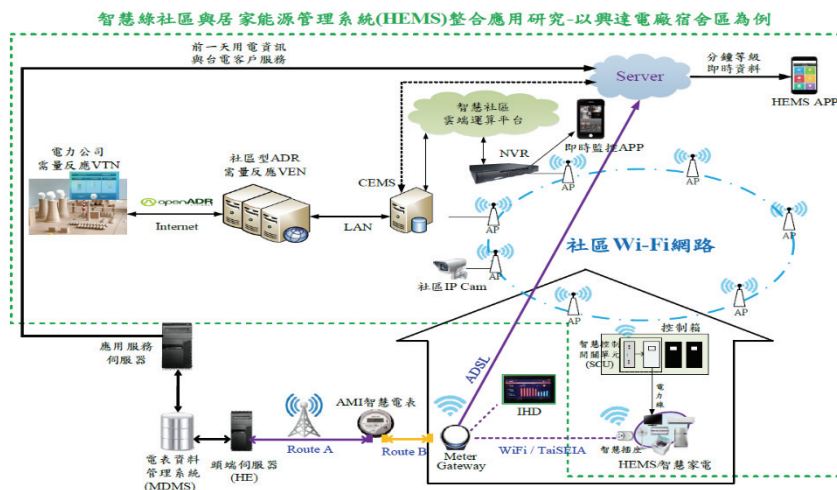 智慧綠社區與居家能源管理系統(HEMS)整合應用研究-以興達電廠宿舍區為例
前一天用電資訊
與台電客戶服務
Server
分鐘等級
即時資料
HEMS APP
智慧社區
雲端運算平台
NVR
即時監控APP
電力公司
需量反應VTN
社區型ADR
需量反應VEN
CEMS
openADR
Internet
LAN
AP
AP
AP
AP
社區Wi-Fi網路
社區IP Cam
AP
AP
AP
應用服務
伺服器
控制箱
智慧控制
開關單元
(SCU)
ADSL
電力線
IHD
AMI智慧電表
Route A
Route B
Meter
Gateway
WiFi / TaiSEIA
智慧插座
HEMS/智慧家電
電表資料
管理系統
(MDMS)
頭端伺服器
(HE)